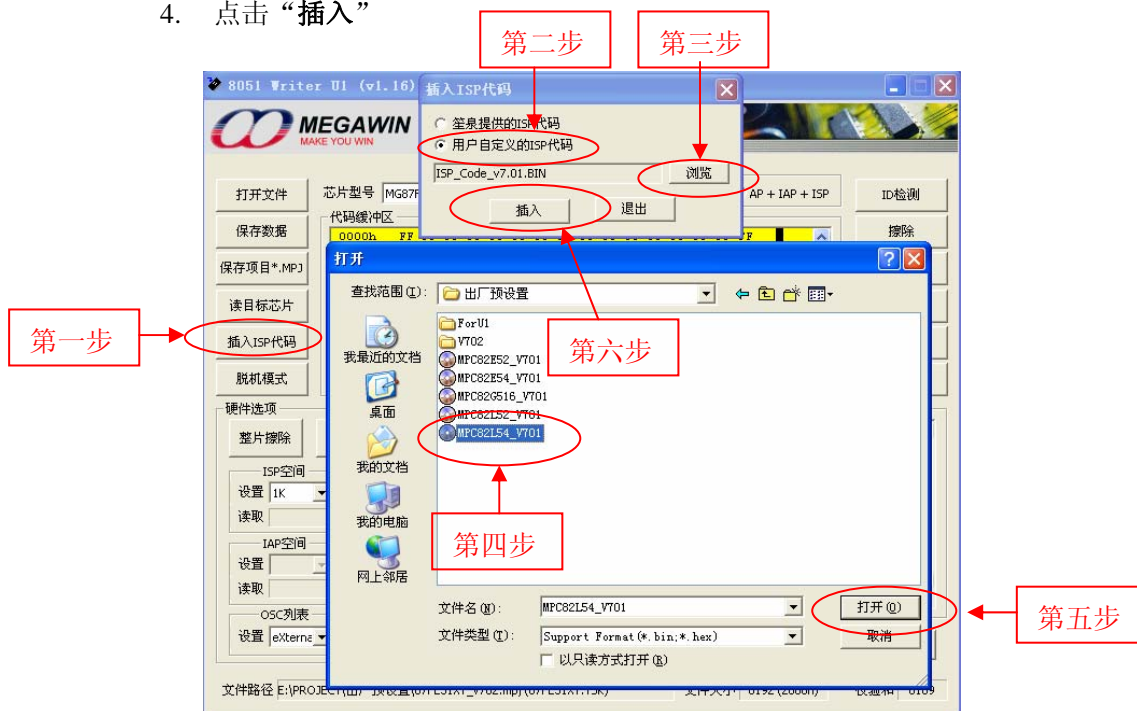 4. 点击“插入”
第二步
第三步
8051 Writer U1 (v1.16)
插入ISP代码
MEGAWIN
MAKE YOU WIN
笙泉提供的ISP代码
用户自定义的ISP代码
ISP_Code_v7.01.BIN
浏览
插入
退出
打开文件
芯片型号
AP + IAP + ISP
ID检测
保存数据
代码缓冲区
0000h FF
擦除
保存项目*.MPJ
打开
查找范围(I):
出厂预设置
读目标芯片
ForU1
V702
MPC82E52_V701
MPC82E54_V701
MPC82G516_V701
MPC82L52_V701
MPC82L54_V701
我最近的文档
桌面
我的文档
我的电脑
网上邻居
第一步
插入ISP代码
第六步
脱机模式
硬件选项
整片擦除
ISP空间
设置 1K
读取
第四步
IAP空间
设置
读取
OSC列表
设置
文件名(N):
MPC82L54_V701
打开(O)
第五步
文件类型(T):
Support Format(*.bin;*.hex)
取消
以只读方式打开(R)
文件路径